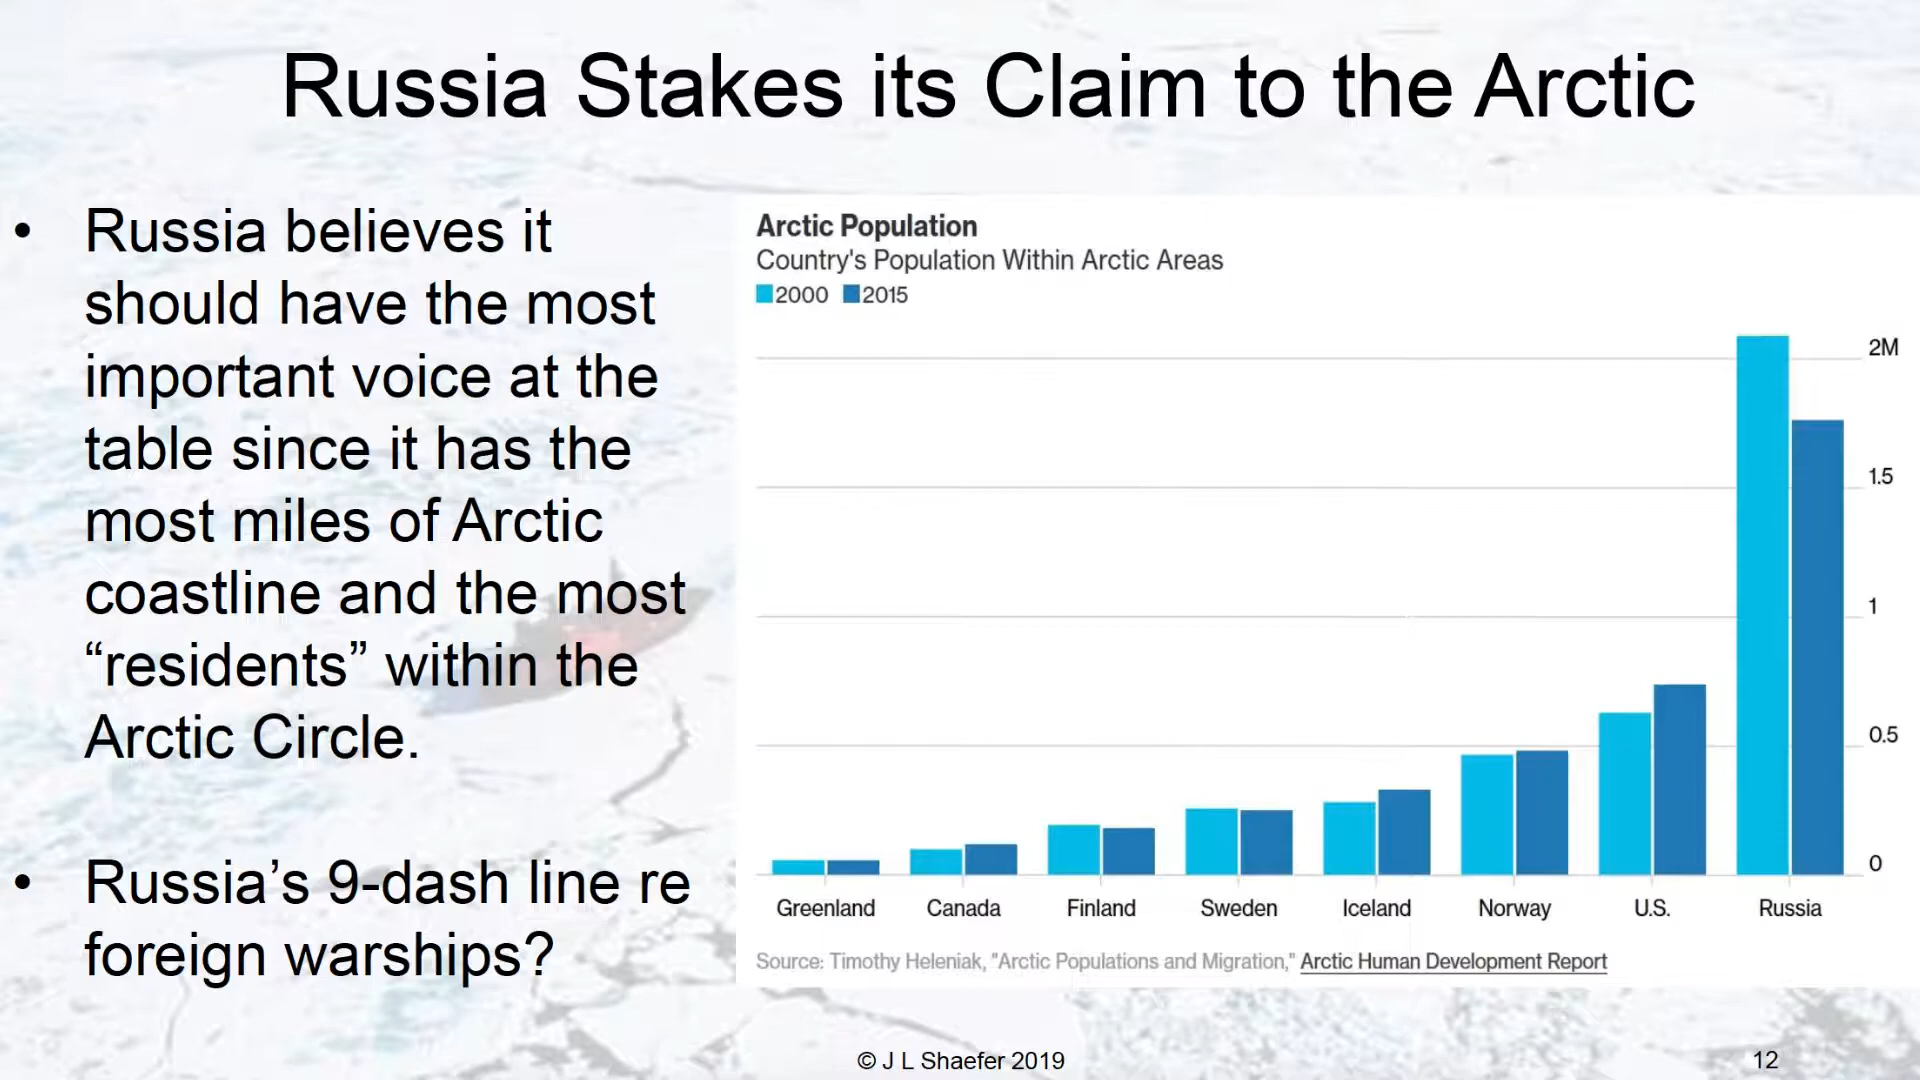 Russia Stakes its Claim to the Arctic
• Russia believes it
should have the most
important voice at the
table since it has the
most miles of Arctic
coastline and the most
“residents” within the
Arctic Circle.
• Russia’s 9-dash line re
foreign warships?
Arctic Population
Country's Population Within Arctic Areas
2000 2015
2M
1.5
1
0.5
0
Greenland Canada Finland Sweden Iceland Norway U.S. Russia
Source: Timothy Heleniak, "Arctic Populations and Migration," Arctic Human Development Report
© J L Shaefer 2019
12